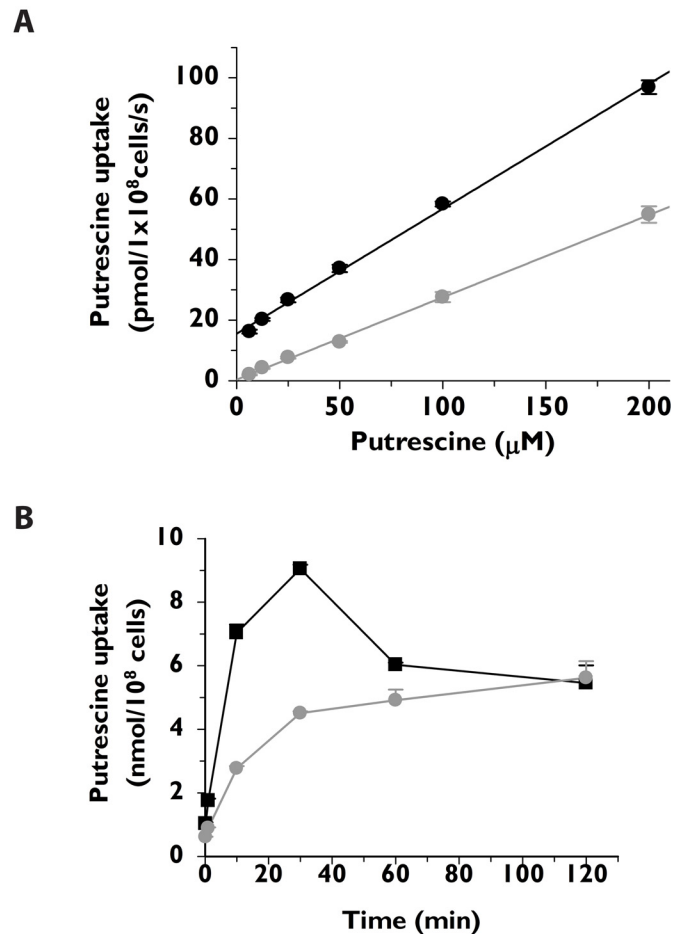 A
Putrescine uptake
(pmol/1x10⁸cells/s)
100
80
60
40
20
0
0 50 100 150 200
Putrescine (μM)
B
Putrescine uptake
(nmol/10⁸ cells)
10
8
6
4
2
0
0 20 40 60 80 100 120
Time (min)